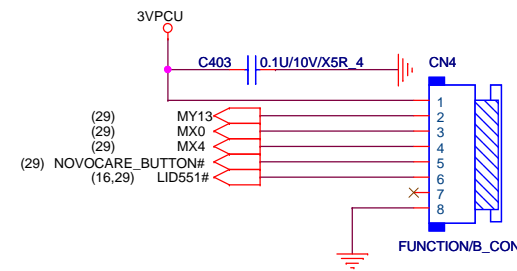 3VPCU
C403 0.1U/10V/X5R_4 CN4
1
(29) MY13 2
(29) MX0 3
(29) MX4 4
(29) NOVOCARE_BUTTON# 5
(16,29) LID551# 6
7
8
FUNCTION/B_CON